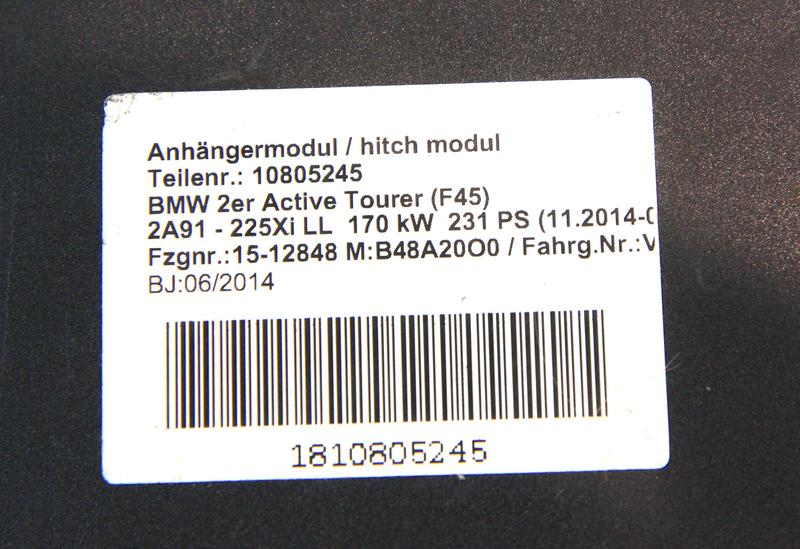 Anhängermodul / hitch modul
Teilenr.: 10805245
BMW 2er Active Tourer (F45)
2A91 - 225Xi LL 170 kW 231 PS (11.2014-0
Fzgnr.:15-12848 M:B48A20O0 / Fahrg.Nr.:V
BJ:06/2014
1810805245